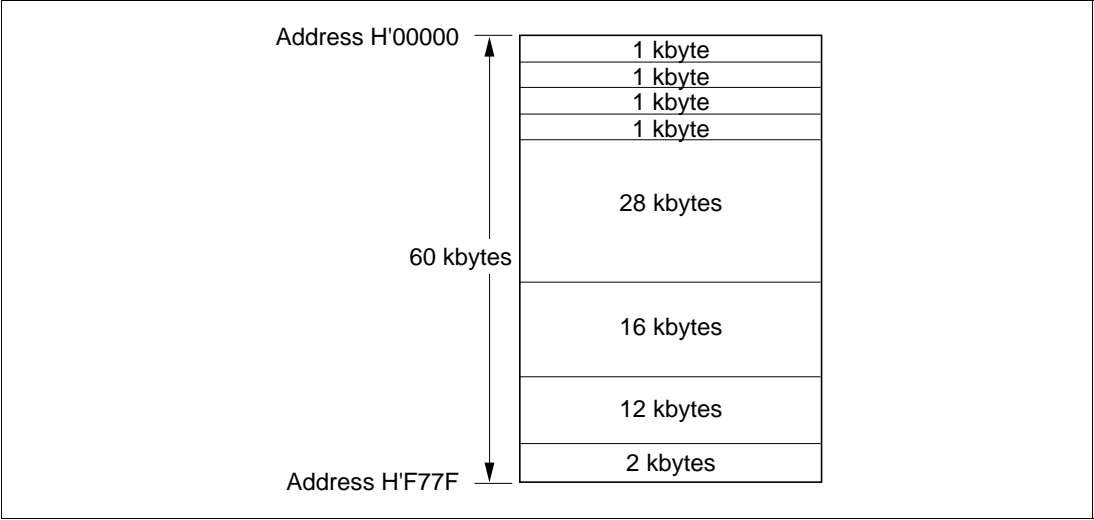 Address H'00000
1 kbyte
1 kbyte
1 kbyte
1 kbyte
28 kbytes
60 kbytes
16 kbytes
12 kbytes
2 kbytes
Address H'F77F